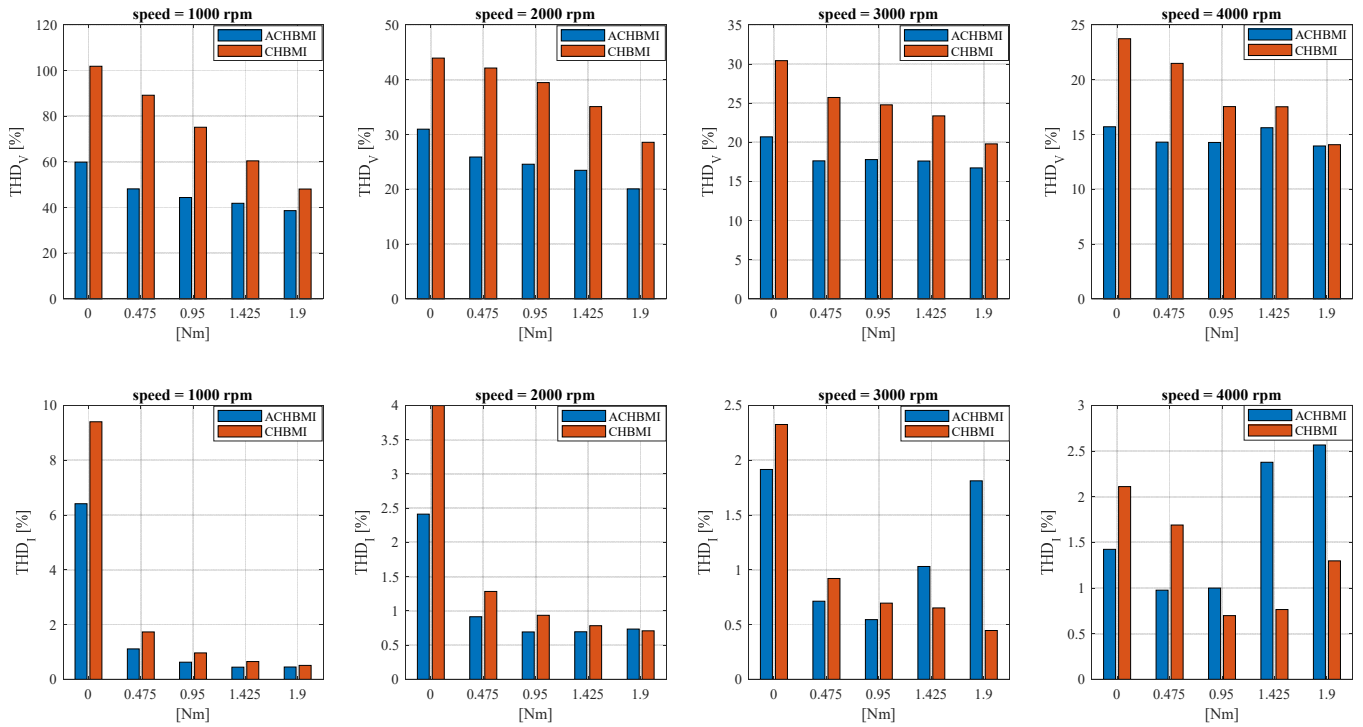 speed = 1000 rpm
120
100
80
60
40
20
0
THD_V [%]
ACHBMI
CHBMI
0 0.475 0.95 1.425 1.9
[Nm]
speed = 2000 rpm
50
40
30
20
10
0
THD_V [%]
ACHBMI
CHBMI
0 0.475 0.95 1.425 1.9
[Nm]
speed = 3000 rpm
35
30
25
20
15
10
5
0
THD_V [%]
ACHBMI
CHBMI
0 0.475 0.95 1.425 1.9
[Nm]
speed = 4000 rpm
25
20
15
10
5
0
THD_V [%]
ACHBMI
CHBMI
0 0.475 0.95 1.425 1.9
[Nm]
speed = 1000 rpm
10
8
6
4
2
0
THD_I [%]
ACHBMI
CHBMI
0 0.475 0.95 1.425 1.9
[Nm]
speed = 2000 rpm
4
3.5
3
2.5
2
1.5
1
0.5
0
THD_I [%]
ACHBMI
CHBMI
0 0.475 0.95 1.425 1.9
[Nm]
speed = 3000 rpm
2.5
2
1.5
1
0.5
0
THD_I [%]
ACHBMI
CHBMI
0 0.475 0.95 1.425 1.9
[Nm]
speed = 4000 rpm
3
2.5
2
1.5
1
0.5
0
THD_I [%]
ACHBMI
CHBMI
0 0.475 0.95 1.425 1.9
[Nm]